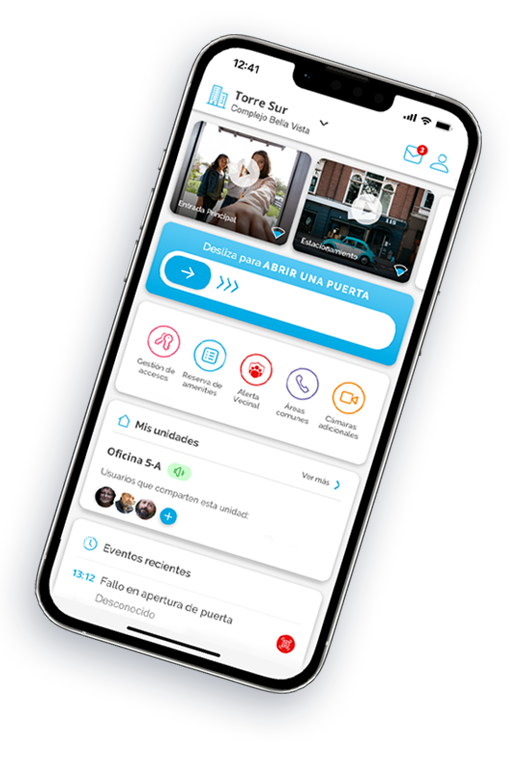 12:41
Torre Sur
Complejo Bella Vista
3
Entrada Principal
Estacionamiento
Desliza para ABRIR UNA PUERTA
Gestión de
accesos
Reserva de
amenities
Alerta
Vecinal
Áreas
comunes
Cámaras
adicionales
Mis unidades
Ver más
Oficina 5-A
Usuarios que comparten esta unidad:
Eventos recientes
13:12 Fallo en apertura de puerta
Desconocido